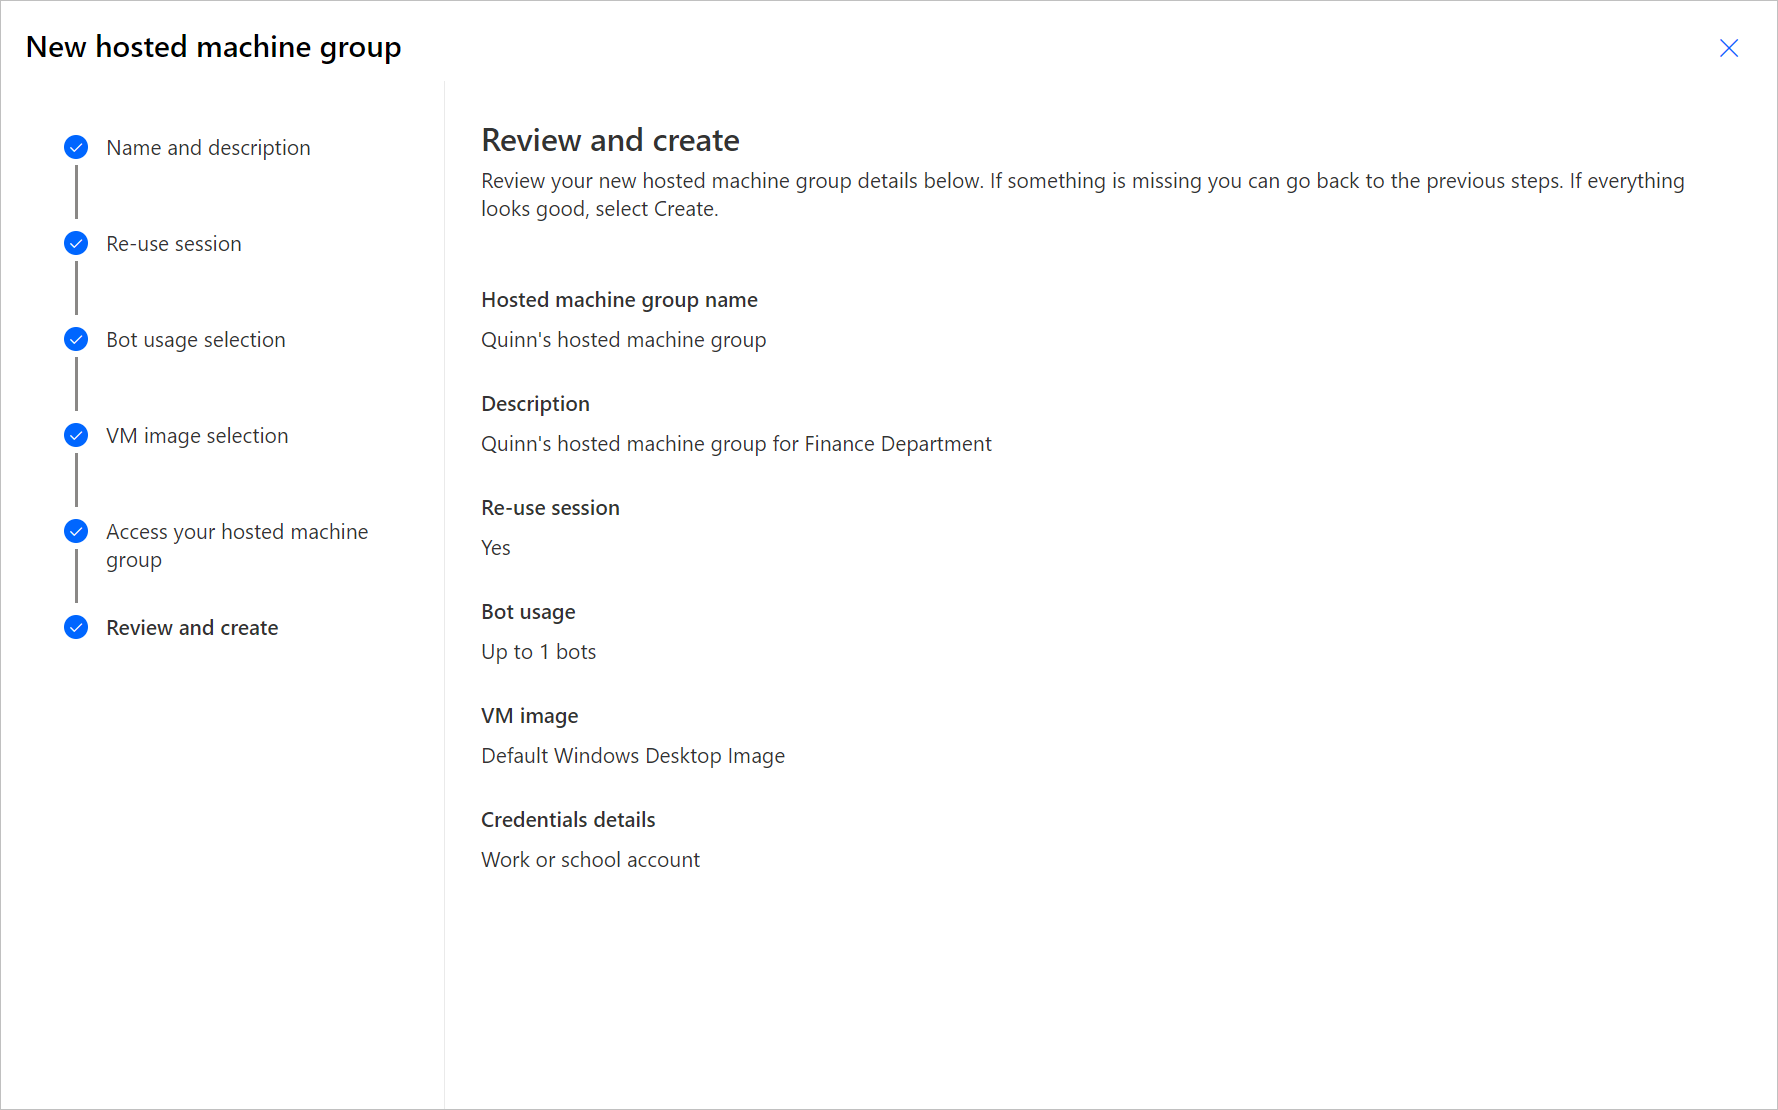 New hosted machine group
Name and description
Re-use session
Bot usage selection
VM image selection
Access your hosted machine
group
Review and create
Review and create
Review your new hosted machine group details below. If something is missing you can go back to the previous steps. If everything
looks good, select Create.
Hosted machine group name
Quinn's hosted machine group
Description
Quinn's hosted machine group for Finance Department
Re-use session
Yes
Bot usage
Up to 1 bots
VM image
Default Windows Desktop Image
Credentials details
Work or school account